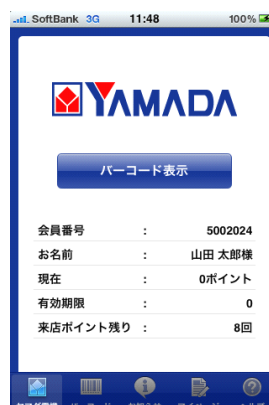 SoftBank 3G 11:48 100%
YAMADA
バーコード表示
会員番号 : 5002024
お名前 : 山田 太郎様
現在 : 0ポイント
有効期限 : 0
来店ポイント残り : 8回